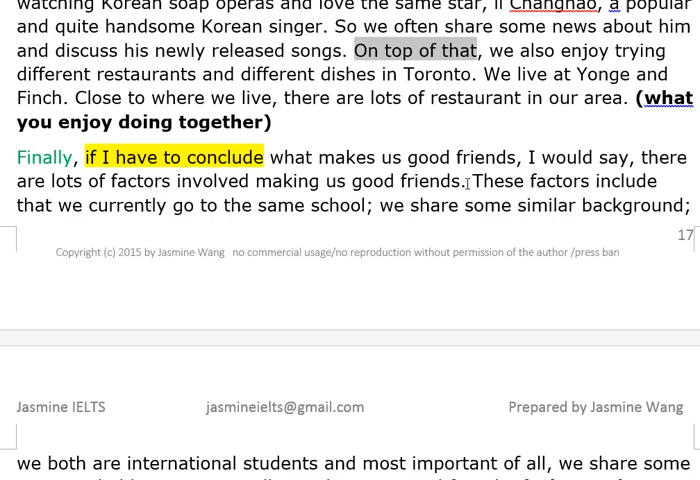 watching Korean soap operas and love the same star, Ii Changhao, a popular
and quite handsome Korean singer. So we often share some news about him
and discuss his newly released songs. On top of that, we also enjoy trying
different restaurants and different dishes in Toronto. We live at Yonge and
Finch. Close to where we live, there are lots of restaurant in our area. (what
you enjoy doing together)
Finally, if I have to conclude what makes us good friends, I would say, there
are lots of factors involved making us good friends. These factors include
that we currently go to the same school; we share some similar background;
17
Copyright (c) 2015 by Jasmine Wang no commercial usage/no reproduction without permission of the author /press ban
Jasmine IELTS jasmineielts@gmail.com Prepared by Jasmine Wang
we both are international students and most important of all, we share some